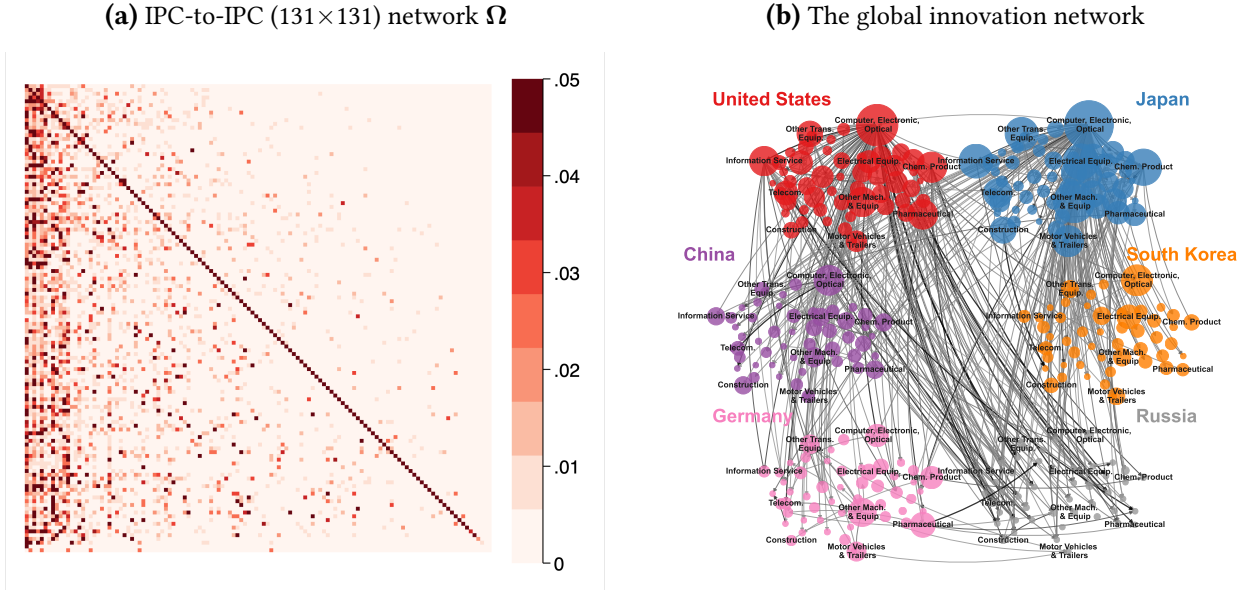 (a) IPC-to-IPC (131×131) network Ω
.05
.04
.03
.02
.01
0
(b) The global innovation network
United States
Computer, Electronic,
Optical
Other Trans.
Equip.
Information Service
Electrical Equip.
Chem. Product
Telecom.
Other Mach.
& Equip
Pharmaceutical
Construction
Motor Vehicles
& Trailers
Japan
Computer, Electronic,
Optical
Other Trans.
Equip.
Information Service
Electrical Equip.
Chem. Product
Telecom.
Other Mach.
& Equip
Pharmaceutical
Construction
Motor Vehicles
& Trailers
China
Computer, Electronic,
Optical
Other Trans.
Equip.
Information Service
Electrical Equip.
Chem. Product
Telecom.
Other Mach.
& Equip
Pharmaceutical
Construction
Motor Vehicles
& Trailers
South Korea
Computer, Electronic,
Optical
Other Trans.
Equip.
Information Service
Electrical Equip.
Chem. Product
Telecom.
Other Mach.
& Equip
Pharmaceutical
Construction
Motor Vehicles
& Trailers
Germany
Computer, Electronic,
Optical
Other Trans.
Equip.
Information Service
Electrical Equip.
Chem. Product
Telecom.
Other Mach.
& Equip
Pharmaceutical
Construction
Motor Vehicles
& Trailers
Russia
Computer, Electronic,
Optical
Other Trans.
Equip.
Information Service
Electrical Equip.
Chem. Product
Telecom.
Other Mach.
& Equip
Pharmaceutical
Construction
Motor Vehicles
& Trailers